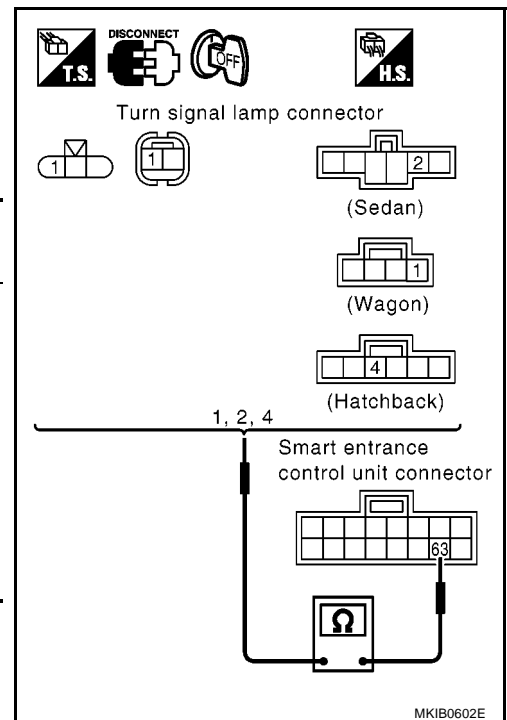 T.S.
DISCONNECT
OFF
H.S.
Turn signal lamp connector
1
1
2
(Sedan)
1
(Wagon)
4
(Hatchback)
1, 2, 4
Smart entrance
control unit connector
63
Ω
MKIB0602E